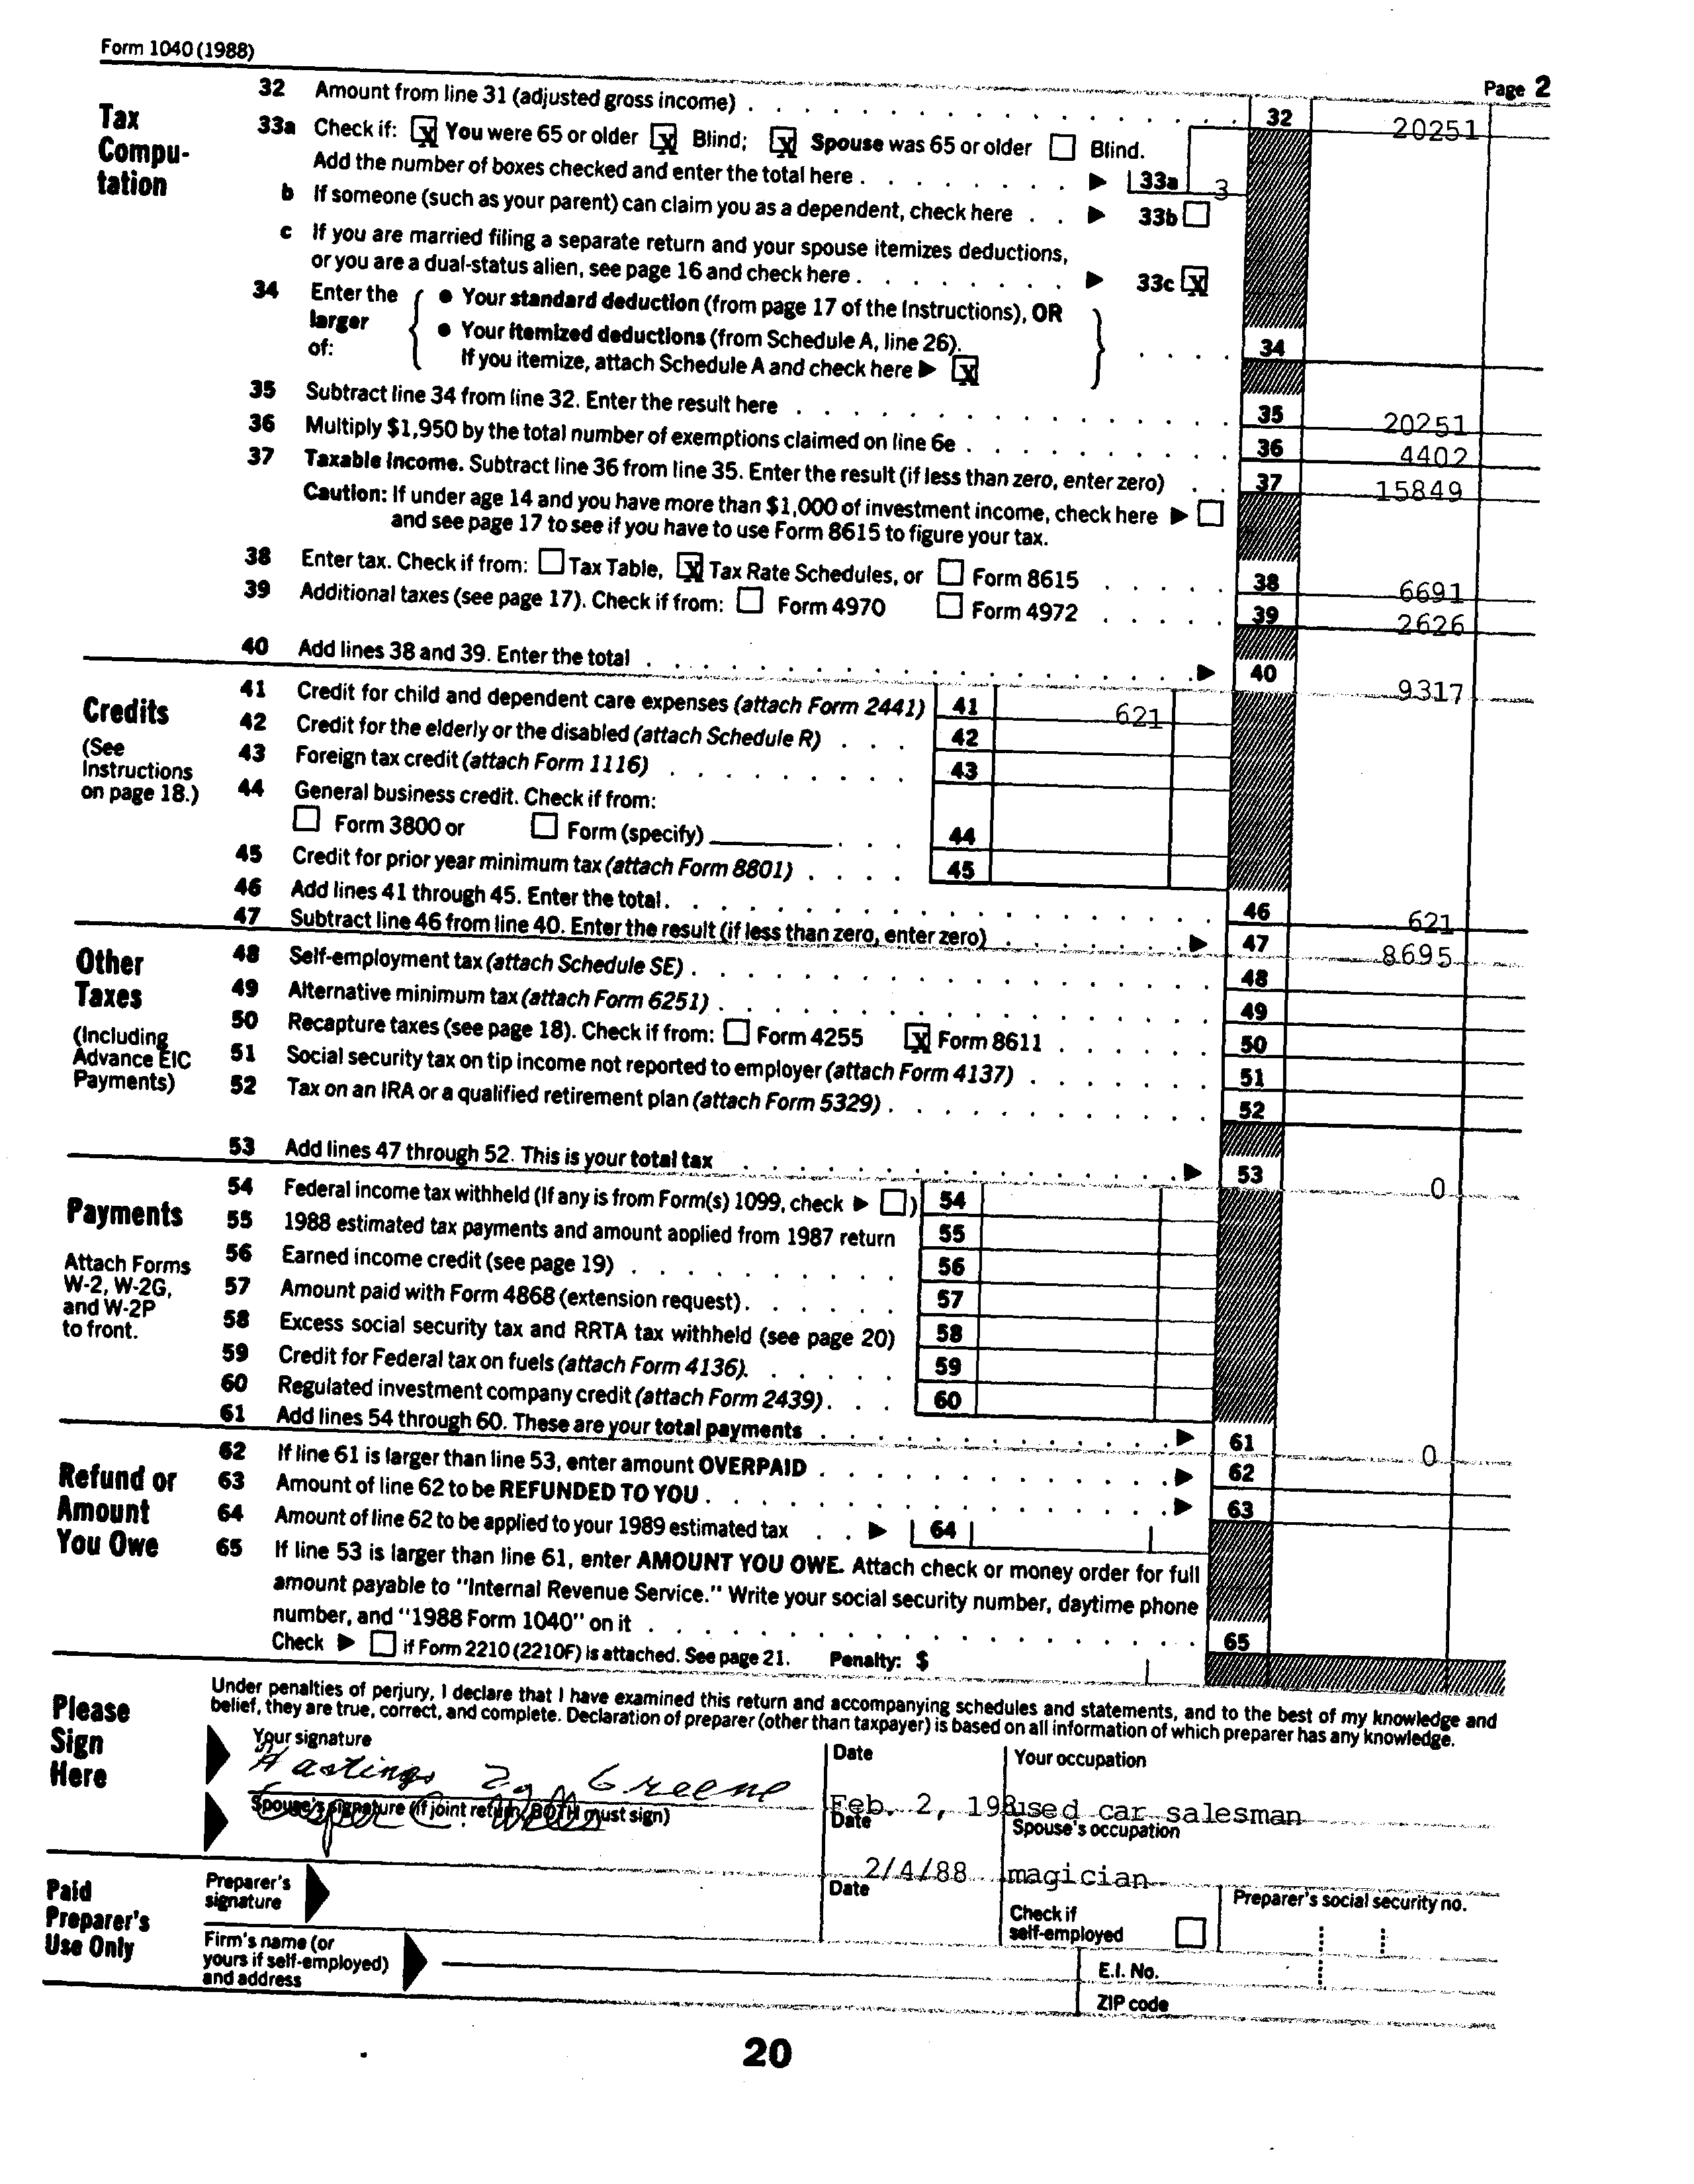 Form 1040 (1988)
Page 2
Tax Compu-tation
32 Amount from line 31 (adjusted gross income) . . . . 32 20251
33a Check if: [X] You were 65 or older [X] Blind; [X] Spouse was 65 or older [ ] Blind.
Add the number of boxes checked and enter the total here . . . ▶ 33a 3
b If someone (such as your parent) can claim you as a dependent, check here . . ▶ 33b [ ]
c If you are married filing a separate return and your spouse itemizes deductions,
or you are a dual-status alien, see page 16 and check here . . . ▶ 33c [X]
34 Enter the larger of: { ● Your standard deduction (from page 17 of the Instructions), OR
● Your itemized deductions (from Schedule A, line 26).
If you itemize, attach Schedule A and check here ▶ [X] } . . . . 34
35 Subtract line 34 from line 32. Enter the result here . . . 35 20251
36 Multiply $1,950 by the total number of exemptions claimed on line 6e . . . 36 4402
37 Taxable income. Subtract line 36 from line 35. Enter the result (if less than zero, enter zero) . . 37 15849
Caution: If under age 14 and you have more than $1,000 of investment income, check here ▶ [ ]
and see page 17 to see if you have to use Form 8615 to figure your tax.
38 Enter tax. Check if from: [ ] Tax Table, [X] Tax Rate Schedules, or [ ] Form 8615 . . . 38 6691
39 Additional taxes (see page 17). Check if from: [ ] Form 4970 [ ] Form 4972 . . . 39 2626
40 Add lines 38 and 39. Enter the total . . . ▶ 40 9317
Credits
(See Instructions on page 18.)
41 Credit for child and dependent care expenses (attach Form 2441) 41 621
42 Credit for the elderly or the disabled (attach Schedule R) . . . 42
43 Foreign tax credit (attach Form 1116) . . . 43
44 General business credit. Check if from:
[ ] Form 3800 or [ ] Form (specify) ______ . . . 44
45 Credit for prior year minimum tax (attach Form 8801) . . . . 45
46 Add lines 41 through 45. Enter the total . . . 46 621
47 Subtract line 46 from line 40. Enter the result (if less than zero, enter zero) . . . ▶ 47 8695
Other Taxes
(Including Advance EIC Payments)
48 Self-employment tax (attach Schedule SE) . . . 48
49 Alternative minimum tax (attach Form 6251) . . . 49
50 Recapture taxes (see page 18). Check if from: [ ] Form 4255 [X] Form 8611 . . . 50
51 Social security tax on tip income not reported to employer (attach Form 4137) . . . 51
52 Tax on an IRA or a qualified retirement plan (attach Form 5329) . . . 52
53 Add lines 47 through 52. This is your total tax . . . ▶ 53 0
Payments
Attach Forms W-2, W-2G, and W-2P to front.
54 Federal income tax withheld (If any is from Form(s) 1099, check ▶ [ ]) 54
55 1988 estimated tax payments and amount applied from 1987 return 55
56 Earned income credit (see page 19) . . . 56
57 Amount paid with Form 4868 (extension request) . . . 57
58 Excess social security tax and RRTA tax withheld (see page 20) 58
59 Credit for Federal tax on fuels (attach Form 4136) . . . 59
60 Regulated investment company credit (attach Form 2439) . . . 60
61 Add lines 54 through 60. These are your total payments . . . ▶ 61 0
Refund or Amount You Owe
62 If line 61 is larger than line 53, enter amount OVERPAID . . . ▶ 62
63 Amount of line 62 to be REFUNDED TO YOU . . . ▶ 63
64 Amount of line 62 to be applied to your 1989 estimated tax . . ▶ 64
65 If line 53 is larger than line 61, enter AMOUNT YOU OWE. Attach check or money order for full
amount payable to "Internal Revenue Service." Write your social security number, daytime phone
number, and "1988 Form 1040" on it . . . 65
Check ▶ [ ] if Form 2210 (2210F) is attached. See page 21. Penalty: $
Please Sign Here
Under penalties of perjury, I declare that I have examined this return and accompanying schedules and statements, and to the best of my knowledge and
belief, they are true, correct, and complete. Declaration of preparer (other than taxpayer) is based on all information of which preparer has any knowledge.
Your signature Date Your occupation
Hastings Greene Feb. 2, 198 used car salesman
Spouse's signature (if joint return, BOTH must sign) Date Spouse's occupation
2/4/88 magician
Paid Preparer's Use Only
Preparer's signature Date Check if self-employed [ ] Preparer's social security no.
Firm's name (or yours if self-employed) and address E.I. No.
ZIP code
20